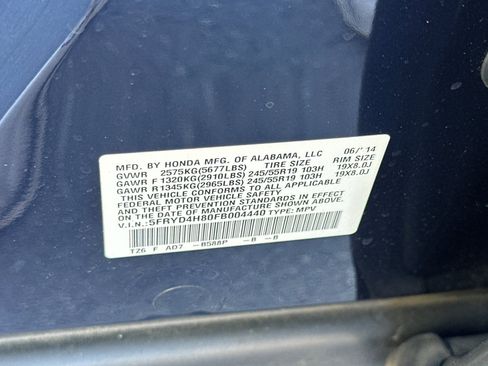 MFD. BY HONDA MFG. OF ALABAMA, LLC 06/'14
GVWR 2575KG(5677LBS) TIRE SIZE RIM SIZE
GAWR F 1320KG(2910LBS) 245/55R19 103H 19X8.0J
GAWR R 1345KG(2965LBS) 245/55R19 103H 19X8.0J
THIS VEHICLE CONFORMS TO ALL APPLICABLE
FEDERAL MOTOR VEHICLE SAFETY AND THEFT
PREVENTION STANDARDS IN EFFECT
ON THE DATE OF MANUFACTURE SHOWN ABOVE.
V.I.N.:5FRYD4H80FB004440 TYPE: MPV
TZ6 F AD7 -B588P -B -B